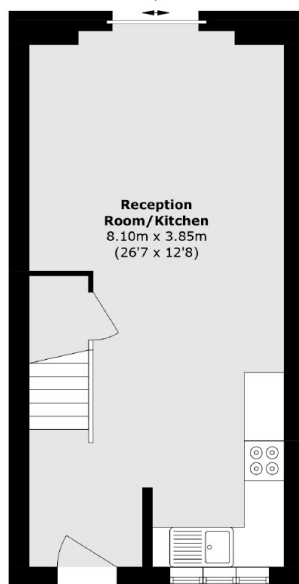 Reception
Room/Kitchen
8.10m x 3.85m
(26'7 x 12'8)